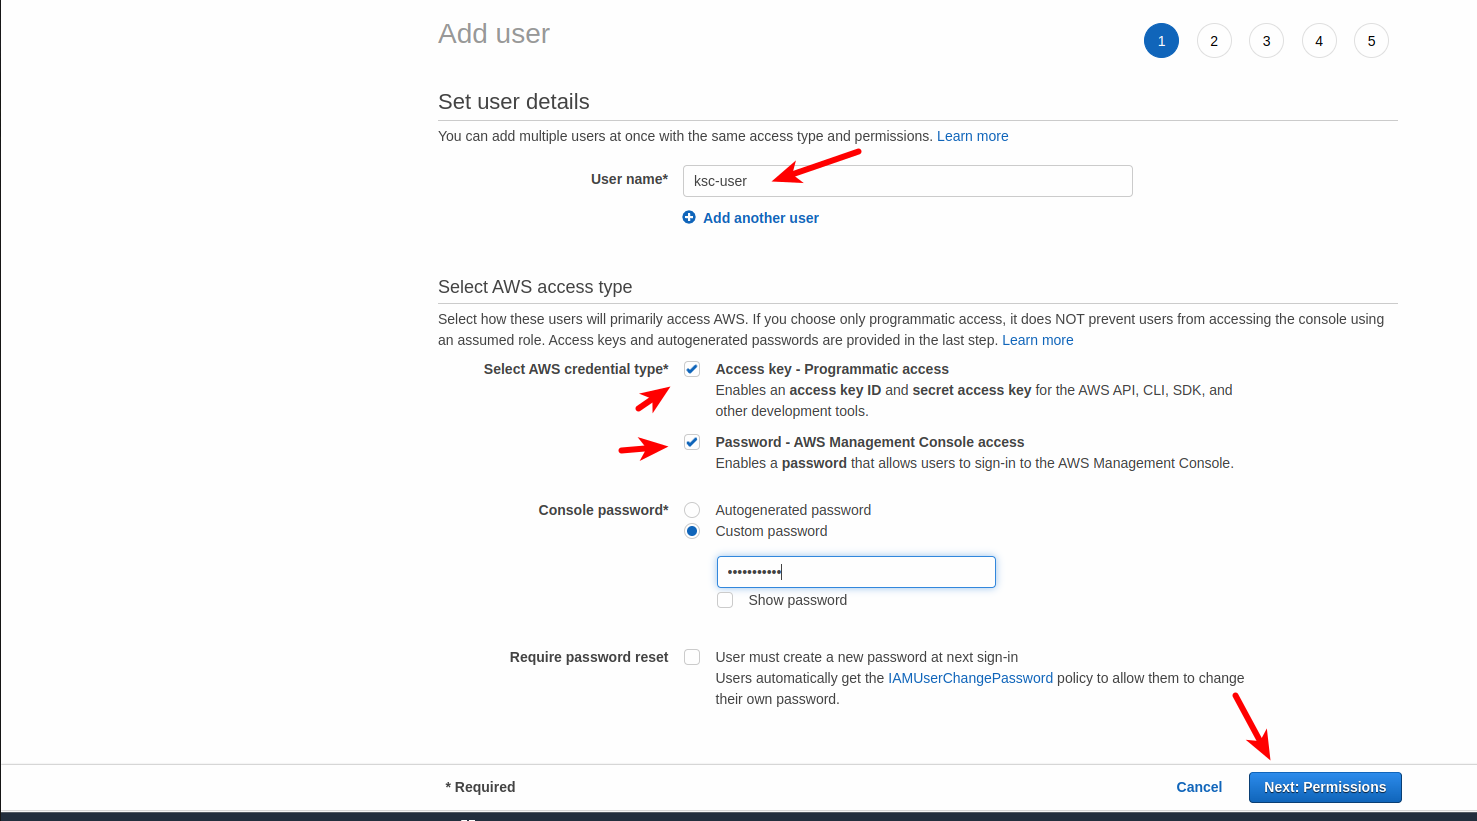 Add user
1 2 3 4 5
Set user details
You can add multiple users at once with the same access type and permissions. Learn more
User name* ksc-user
Add another user
Select AWS access type
Select how these users will primarily access AWS. If you choose only programmatic access, it does NOT prevent users from accessing the console using
an assumed role. Access keys and autogenerated passwords are provided in the last step. Learn more
Select AWS credential type* Access key - Programmatic access
Enables an access key ID and secret access key for the AWS API, CLI, SDK, and
other development tools.
Password - AWS Management Console access
Enables a password that allows users to sign-in to the AWS Management Console.
Console password* Autogenerated password
Custom password
•••••••••••
Show password
Require password reset User must create a new password at next sign-in
Users automatically get the IAMUserChangePassword policy to allow them to change
their own password.
* Required Cancel Next: Permissions